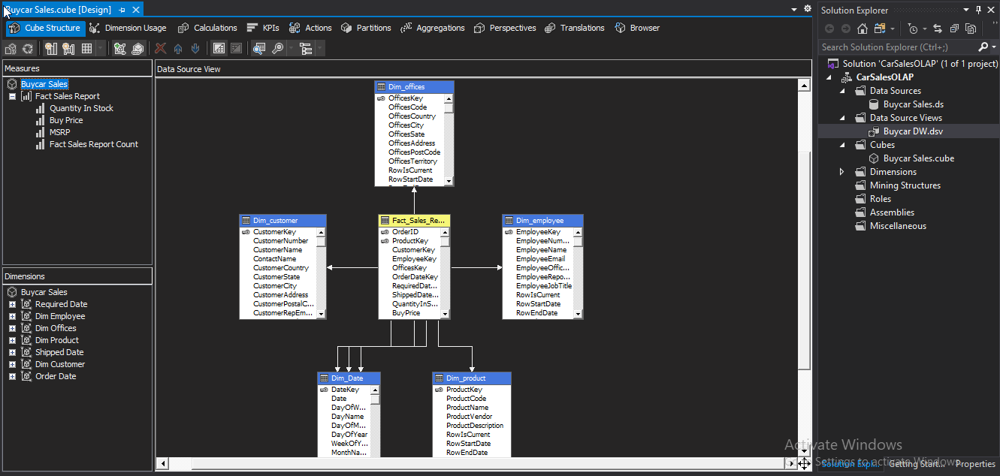 Buycar Sales.cube [Design]
Cube Structure
Dimension Usage
Calculations
KPIs
Actions
Partitions
Aggregations
Perspectives
Translations
Browser
Measures
Buycar Sales
Fact Sales Report
Quantity In Stock
Buy Price
MSRP
Fact Sales Report Count
Dimensions
Buycar Sales
Required Date
Dim Employee
Dim Offices
Dim Product
Shipped Date
Dim Customer
Order Date
Data Source View
Dim_offices
OfficesKey
OfficesCode
OfficesCountry
OfficesCity
OfficesSate
OfficesAddress
OfficesPostCode
OfficesTerritory
RowIsCurrent
RowStartDate
Dim_customer
CustomerKey
CustomerNumber
CustomerName
ContactName
CustomerCountry
CustomerState
CustomerCity
CustomerAddress
CustomerPostalC...
CustomerRepEm...
Fact_Sales_Re...
OrderID
ProductKey
CustomerKey
EmployeeKey
OfficesKey
OrderDateKey
RequiredDat...
ShippedDate...
QuantityInS...
BuyPrice
Dim_employee
EmployeeKey
EmployeeNum...
EmployeeName
EmployeeEmail
EmployeeOffic...
EmployeeRepo...
EmployeeJobTitle
RowIsCurrent
RowStartDate
RowEndDate
Dim_Date
DateKey
Date
DayOfW...
DayName
DayOfM...
DayOfYear
WeekOfY...
MonthNa...
Dim_product
ProductKey
ProductCode
ProductName
ProductVendor
ProductDescription
RowIsCurrent
RowStartDate
RowEndDate
Solution Explorer
Search Solution Explorer (Ctrl+;)
Solution 'CarSalesOLAP' (1 of 1 project)
CarSalesOLAP
Data Sources
Buycar Sales.ds
Data Source Views
Buycar DW.dsv
Cubes
Buycar Sales.cube
Dimensions
Mining Structures
Roles
Assemblies
Miscellaneous
Activate Windows
Go to Settings to activate Windows.
Solution Expl...
Getting Start...
Properties